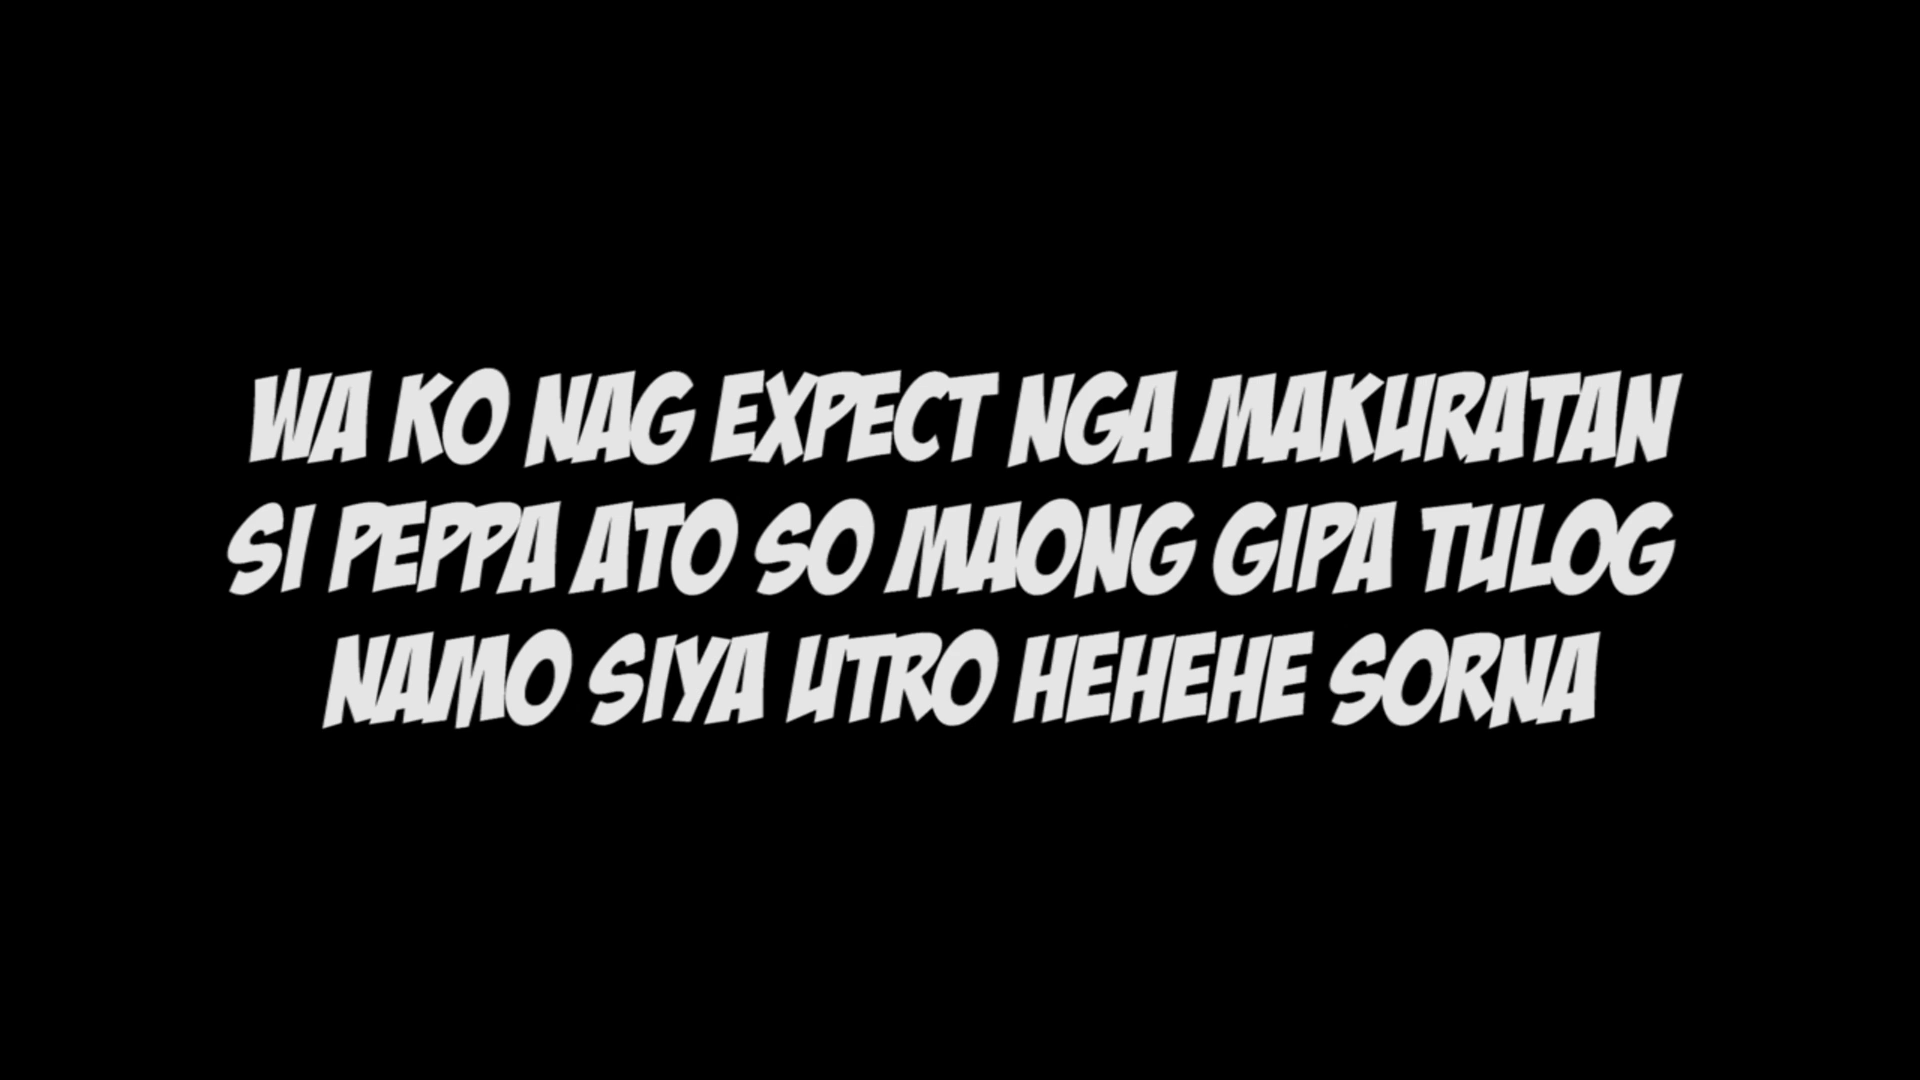 WA KO NAG EXPECT NGA MAKURATAN
SI PEPPA ATO SO MAONG GIPA TULOG
NAMO SIYA UTRO HEHEHE SORNA